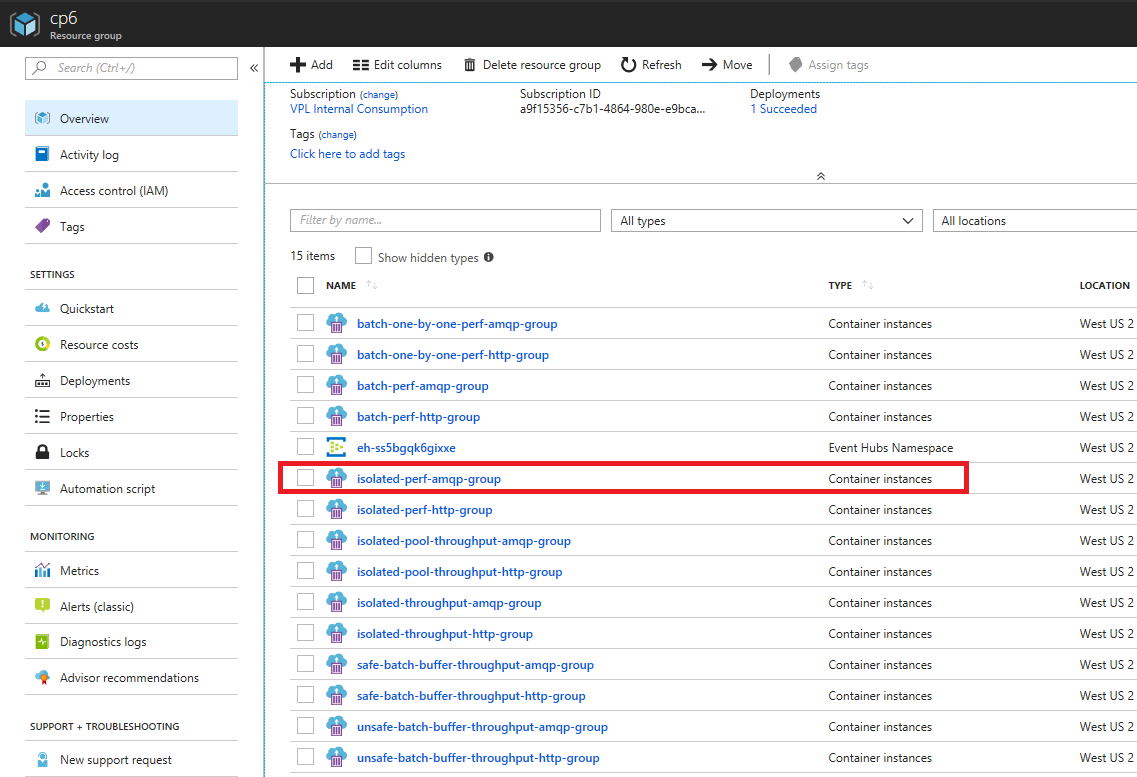 cp6
Resource group
Search (Ctrl+/)
Overview
Activity log
Access control (IAM)
Tags
SETTINGS
Quickstart
Resource costs
Deployments
Properties
Locks
Automation script
MONITORING
Metrics
Alerts (classic)
Diagnostics logs
Advisor recommendations
SUPPORT + TROUBLESHOOTING
New support request
Add Edit columns Delete resource group Refresh Move Assign tags
Subscription (change) Subscription ID Deployments
VPL Internal Consumption a9f15356-c7b1-4864-980e-e9bca... 1 Succeeded
Tags (change)
Click here to add tags
Filter by name... All types All locations
15 items Show hidden types
NAME TYPE LOCATION
batch-one-by-one-perf-amqp-group Container instances West US 2
batch-one-by-one-perf-http-group Container instances West US 2
batch-perf-amqp-group Container instances West US 2
batch-perf-http-group Container instances West US 2
eh-ss5bgqk6gixxe Event Hubs Namespace West US 2
isolated-perf-amqp-group Container instances West US 2
isolated-perf-http-group Container instances West US 2
isolated-pool-throughput-amqp-group Container instances West US 2
isolated-pool-throughput-http-group Container instances West US 2
isolated-throughput-amqp-group Container instances West US 2
isolated-throughput-http-group Container instances West US 2
safe-batch-buffer-throughput-amqp-group Container instances West US 2
safe-batch-buffer-throughput-http-group Container instances West US 2
unsafe-batch-buffer-throughput-amqp-group Container instances West US 2
unsafe-batch-buffer-throughput-http-group Container instances West US 2